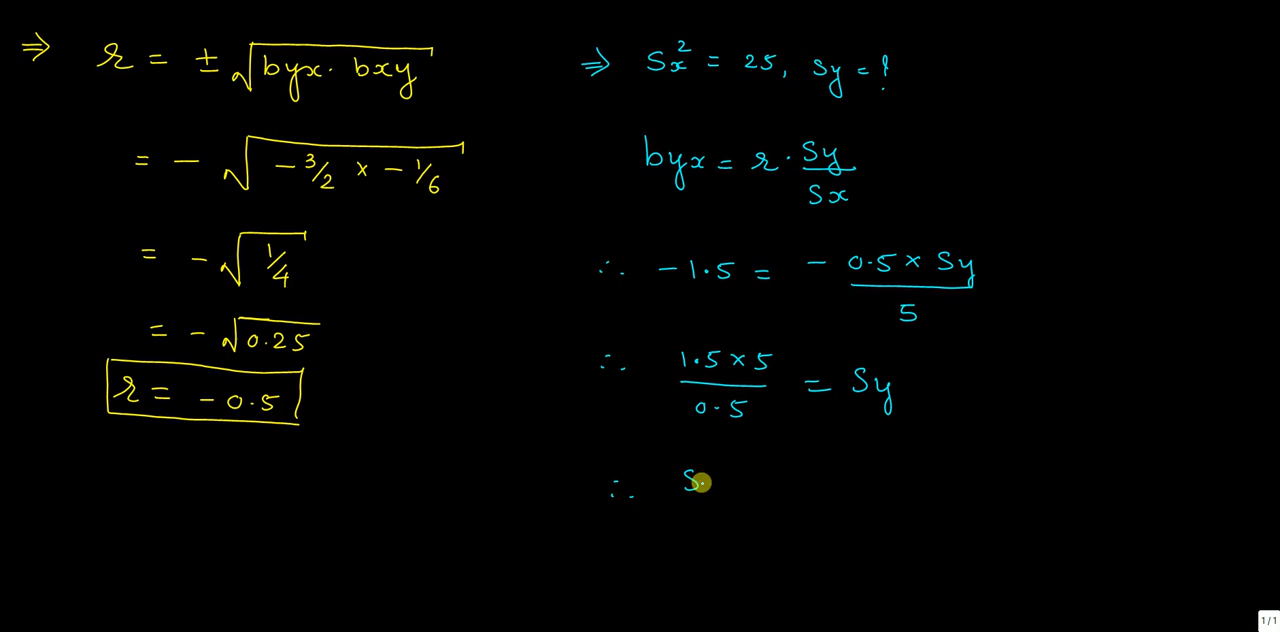 ⇒ r = ± √(byx · bxy)
= - √(-3/2 × -1/6)
= - √(1/4)
= - √0.25
r = - 0.5
⇒ Sx² = 25, Sy = ?
byx = r · Sy/Sx
∴ -1.5 = - 0.5 × Sy / 5
∴ 1.5 × 5 / 0.5 = Sy
∴ S
1/1